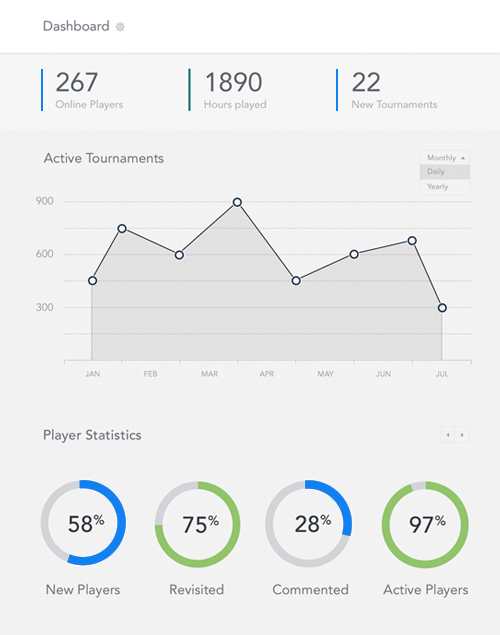 Dashboard
267 1890 22
Online Players Hours played New Tournaments
Active Tournaments
Monthly
Daily
Yearly
900
600
300
JAN FEB MAR APR MAY JUN JUL
Player Statistics
58% 75% 28% 97%
New Players Revisited Commented Active Players